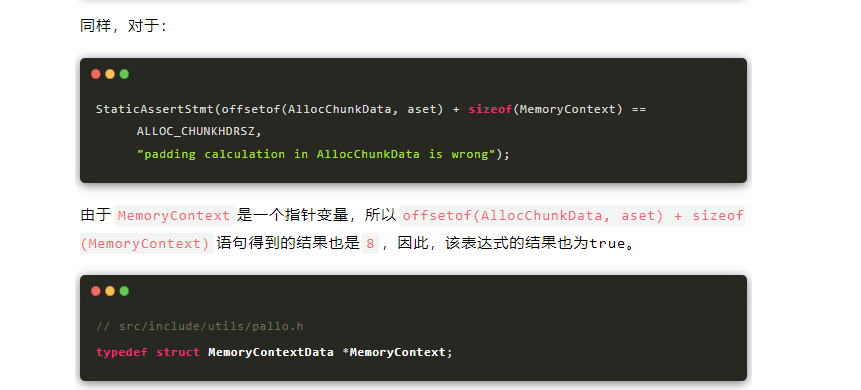 同样，对于：
StaticAssertStmt(offsetof(AllocChunkData, aset) + sizeof(MemoryContext) ==
ALLOC_CHUNKHDRSZ,
"padding calculation in AllocChunkData is wrong");
由于 MemoryContext 是一个指针变量，所以 offsetof(AllocChunkData, aset) + sizeof
(MemoryContext) 语句得到的结果也是 8 ，因此，该表达式的结果也为true。
// src/include/utils/pallo.h
typedef struct MemoryContextData *MemoryContext;